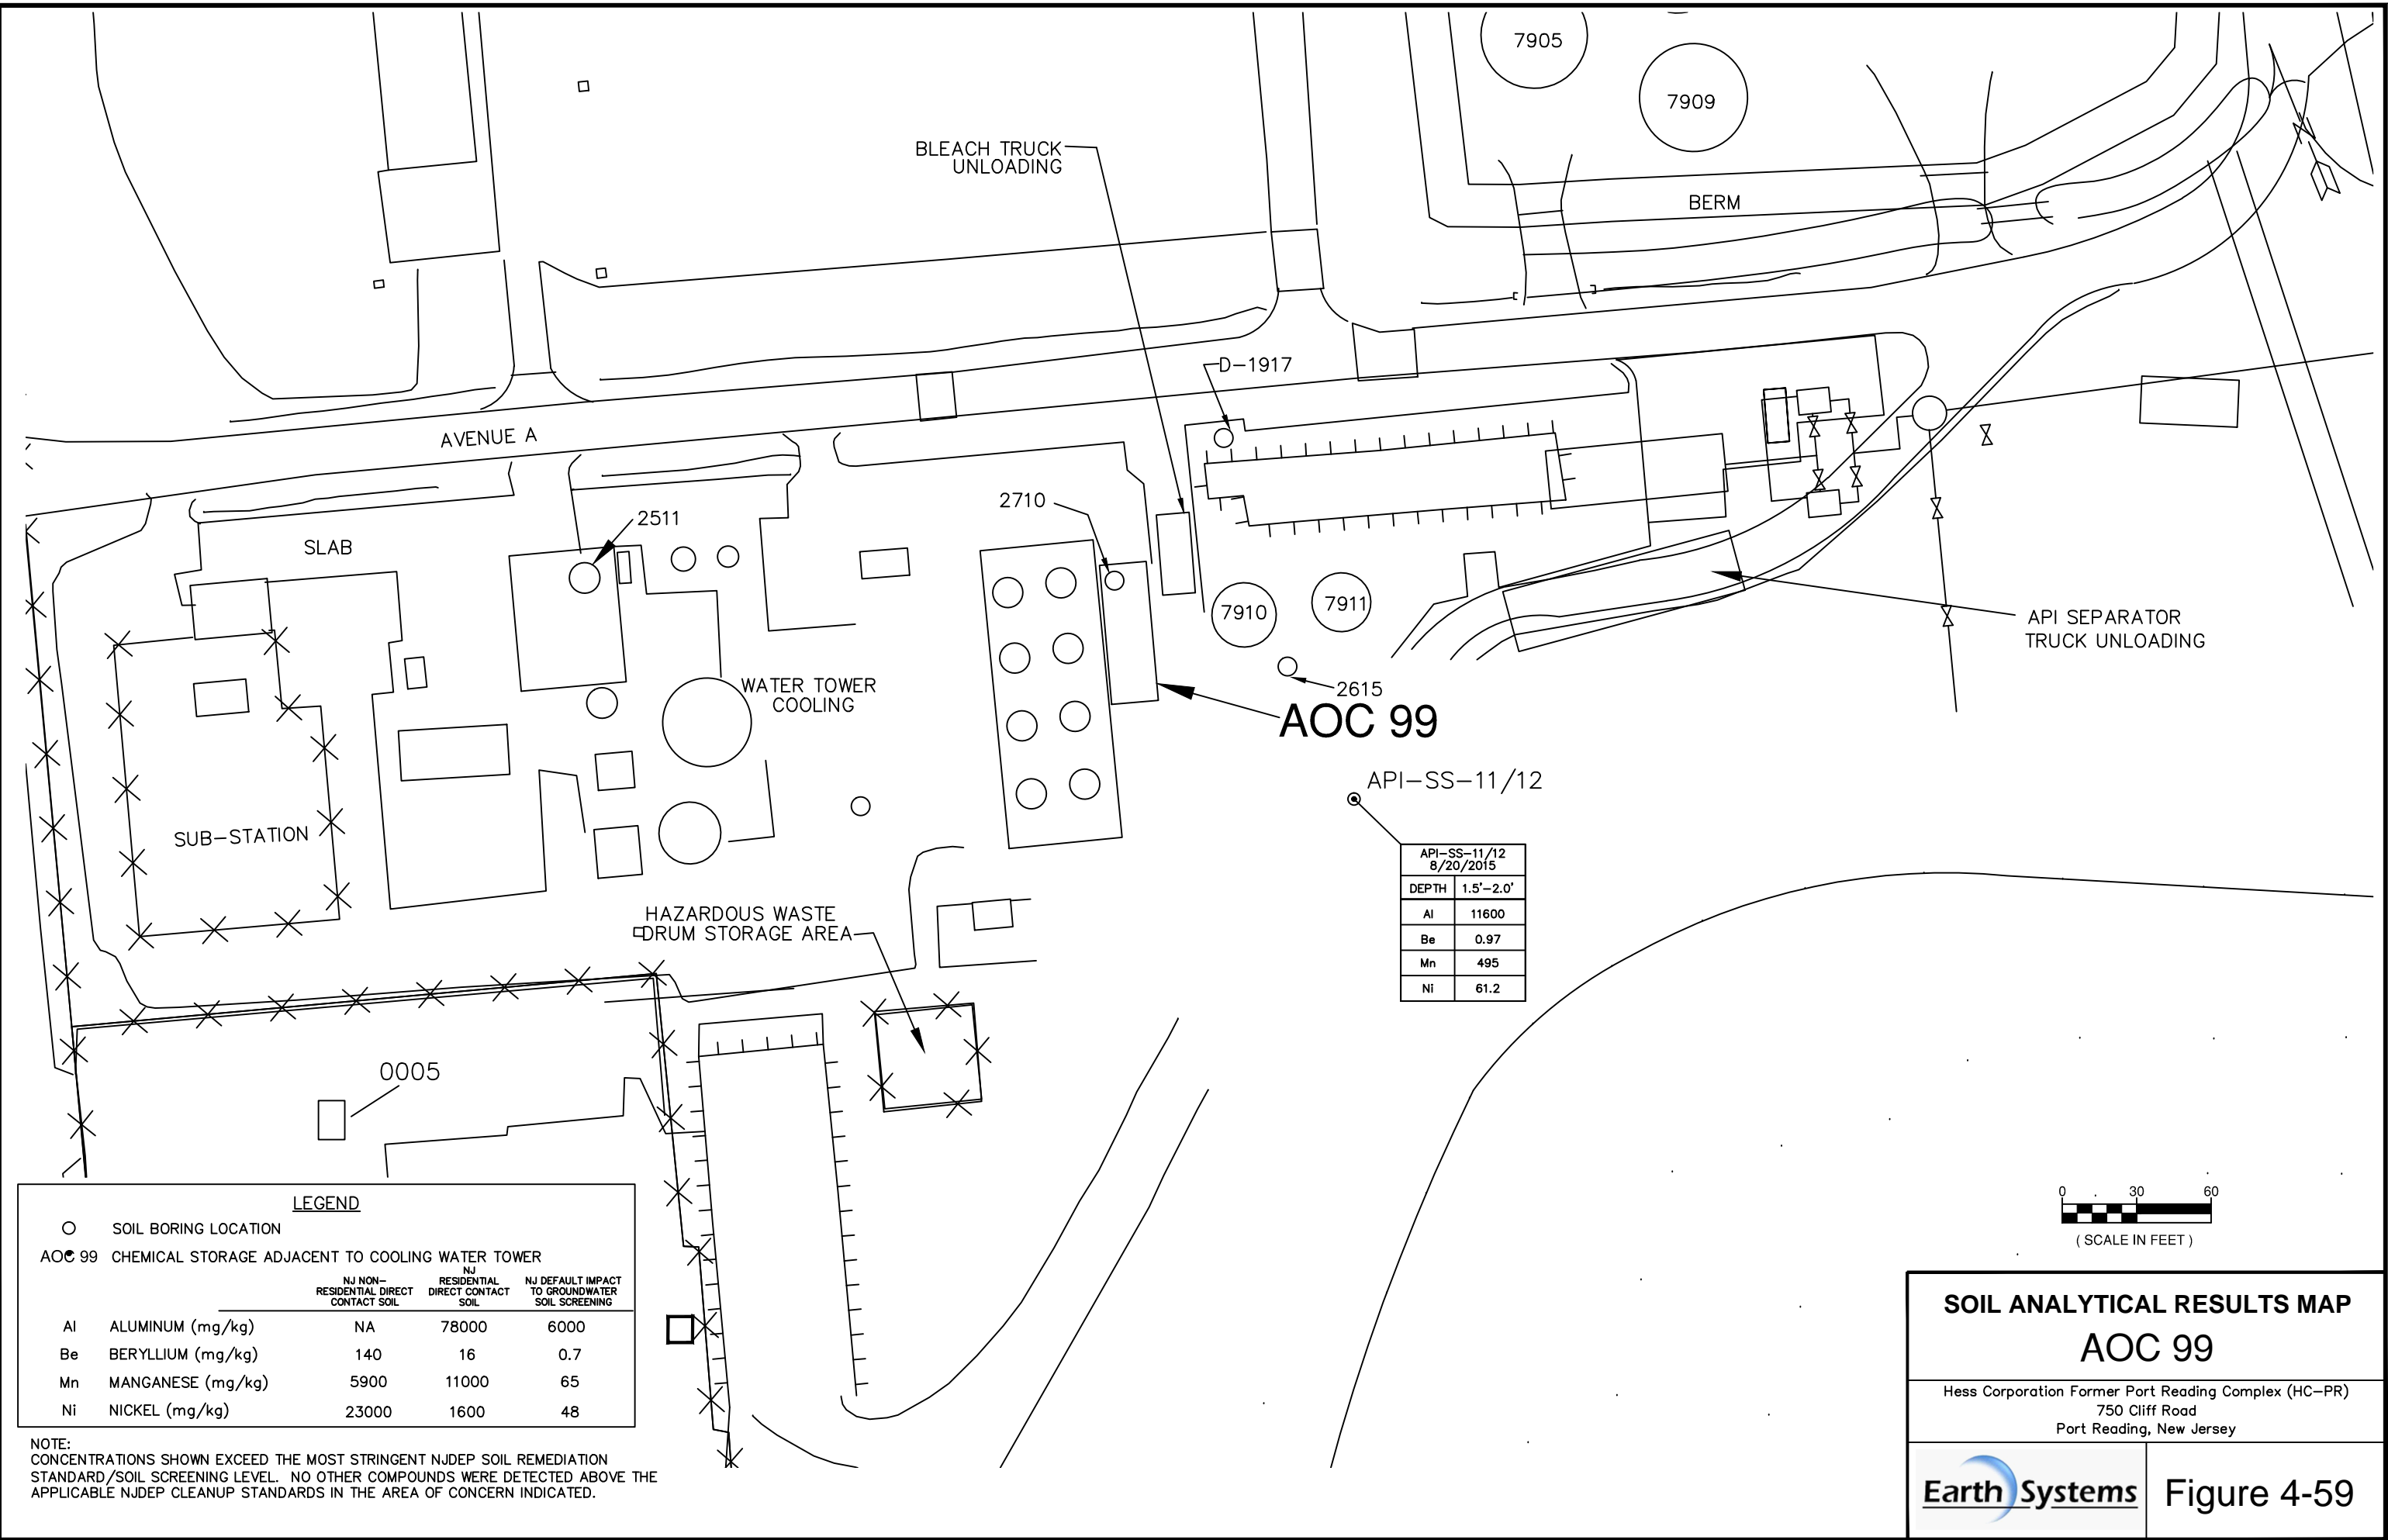 7905
7909
BLEACH TRUCK
UNLOADING
BERM
D-1917
AVENUE A
2511
2710
SLAB
7910
7911
API SEPARATOR
TRUCK UNLOADING
2615
WATER TOWER
COOLING
AOC 99
API-SS-11/12
SUB-STATION
API-SS-11/12
8/20/2015
DEPTH 1.5'-2.0'
Al 11600
Be 0.97
Mn 495
Ni 61.2
HAZARDOUS WASTE
DRUM STORAGE AREA
0005
LEGEND
SOIL BORING LOCATION
AOC 99 CHEMICAL STORAGE ADJACENT TO COOLING WATER TOWER
NJ NON-
RESIDENTIAL DIRECT
CONTACT SOIL
NJ
RESIDENTIAL
DIRECT CONTACT
SOIL
NJ DEFAULT IMPACT
TO GROUNDWATER
SOIL SCREENING
Al ALUMINUM (mg/kg) NA 78000 6000
Be BERYLLIUM (mg/kg) 140 16 0.7
Mn MANGANESE (mg/kg) 5900 11000 65
Ni NICKEL (mg/kg) 23000 1600 48
NOTE:
CONCENTRATIONS SHOWN EXCEED THE MOST STRINGENT NJDEP SOIL REMEDIATION
STANDARD/SOIL SCREENING LEVEL. NO OTHER COMPOUNDS WERE DETECTED ABOVE THE
APPLICABLE NJDEP CLEANUP STANDARDS IN THE AREA OF CONCERN INDICATED.
0 30 60
( SCALE IN FEET )
SOIL ANALYTICAL RESULTS MAP
AOC 99
Hess Corporation Former Port Reading Complex (HC-PR)
750 Cliff Road
Port Reading, New Jersey
Earth Systems
Figure 4-59